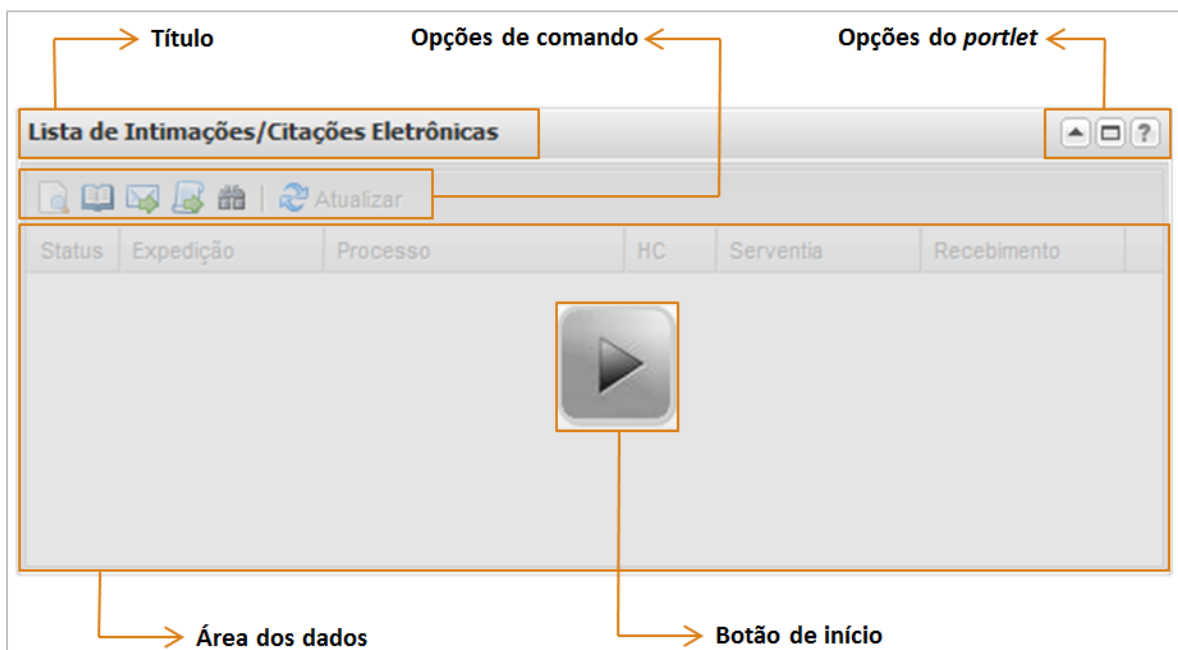 Título
Opções de comando
Opções do portlet
Lista de Intimações/Citações Eletrônicas
?
Atualizar
Status Expedição Processo HC Serventia Recebimento
Área dos dados
Botão de início